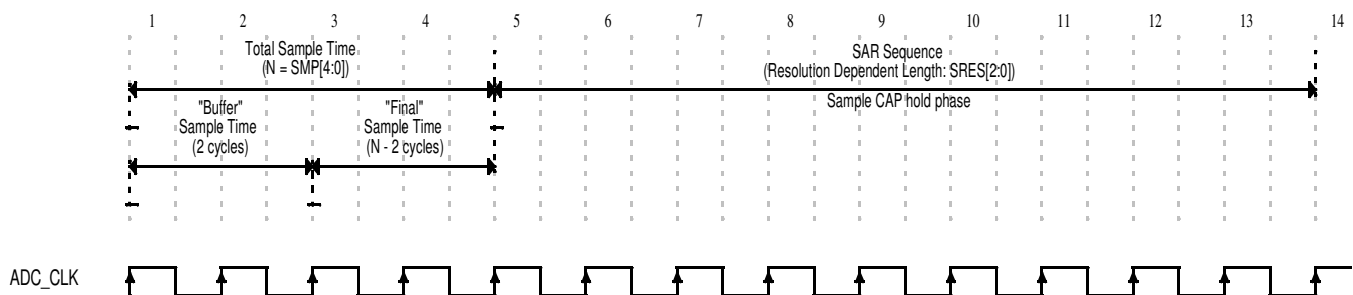 1 2 3 4 5 6 7 8 9 10 11 12 13 14
Total Sample Time
(N = SMP[4:0])
SAR Sequence
(Resolution Dependent Length: SRES[2:0])
Sample CAP hold phase
"Buffer"
Sample Time
(2 cycles)
"Final"
Sample Time
(N - 2 cycles)
ADC_CLK